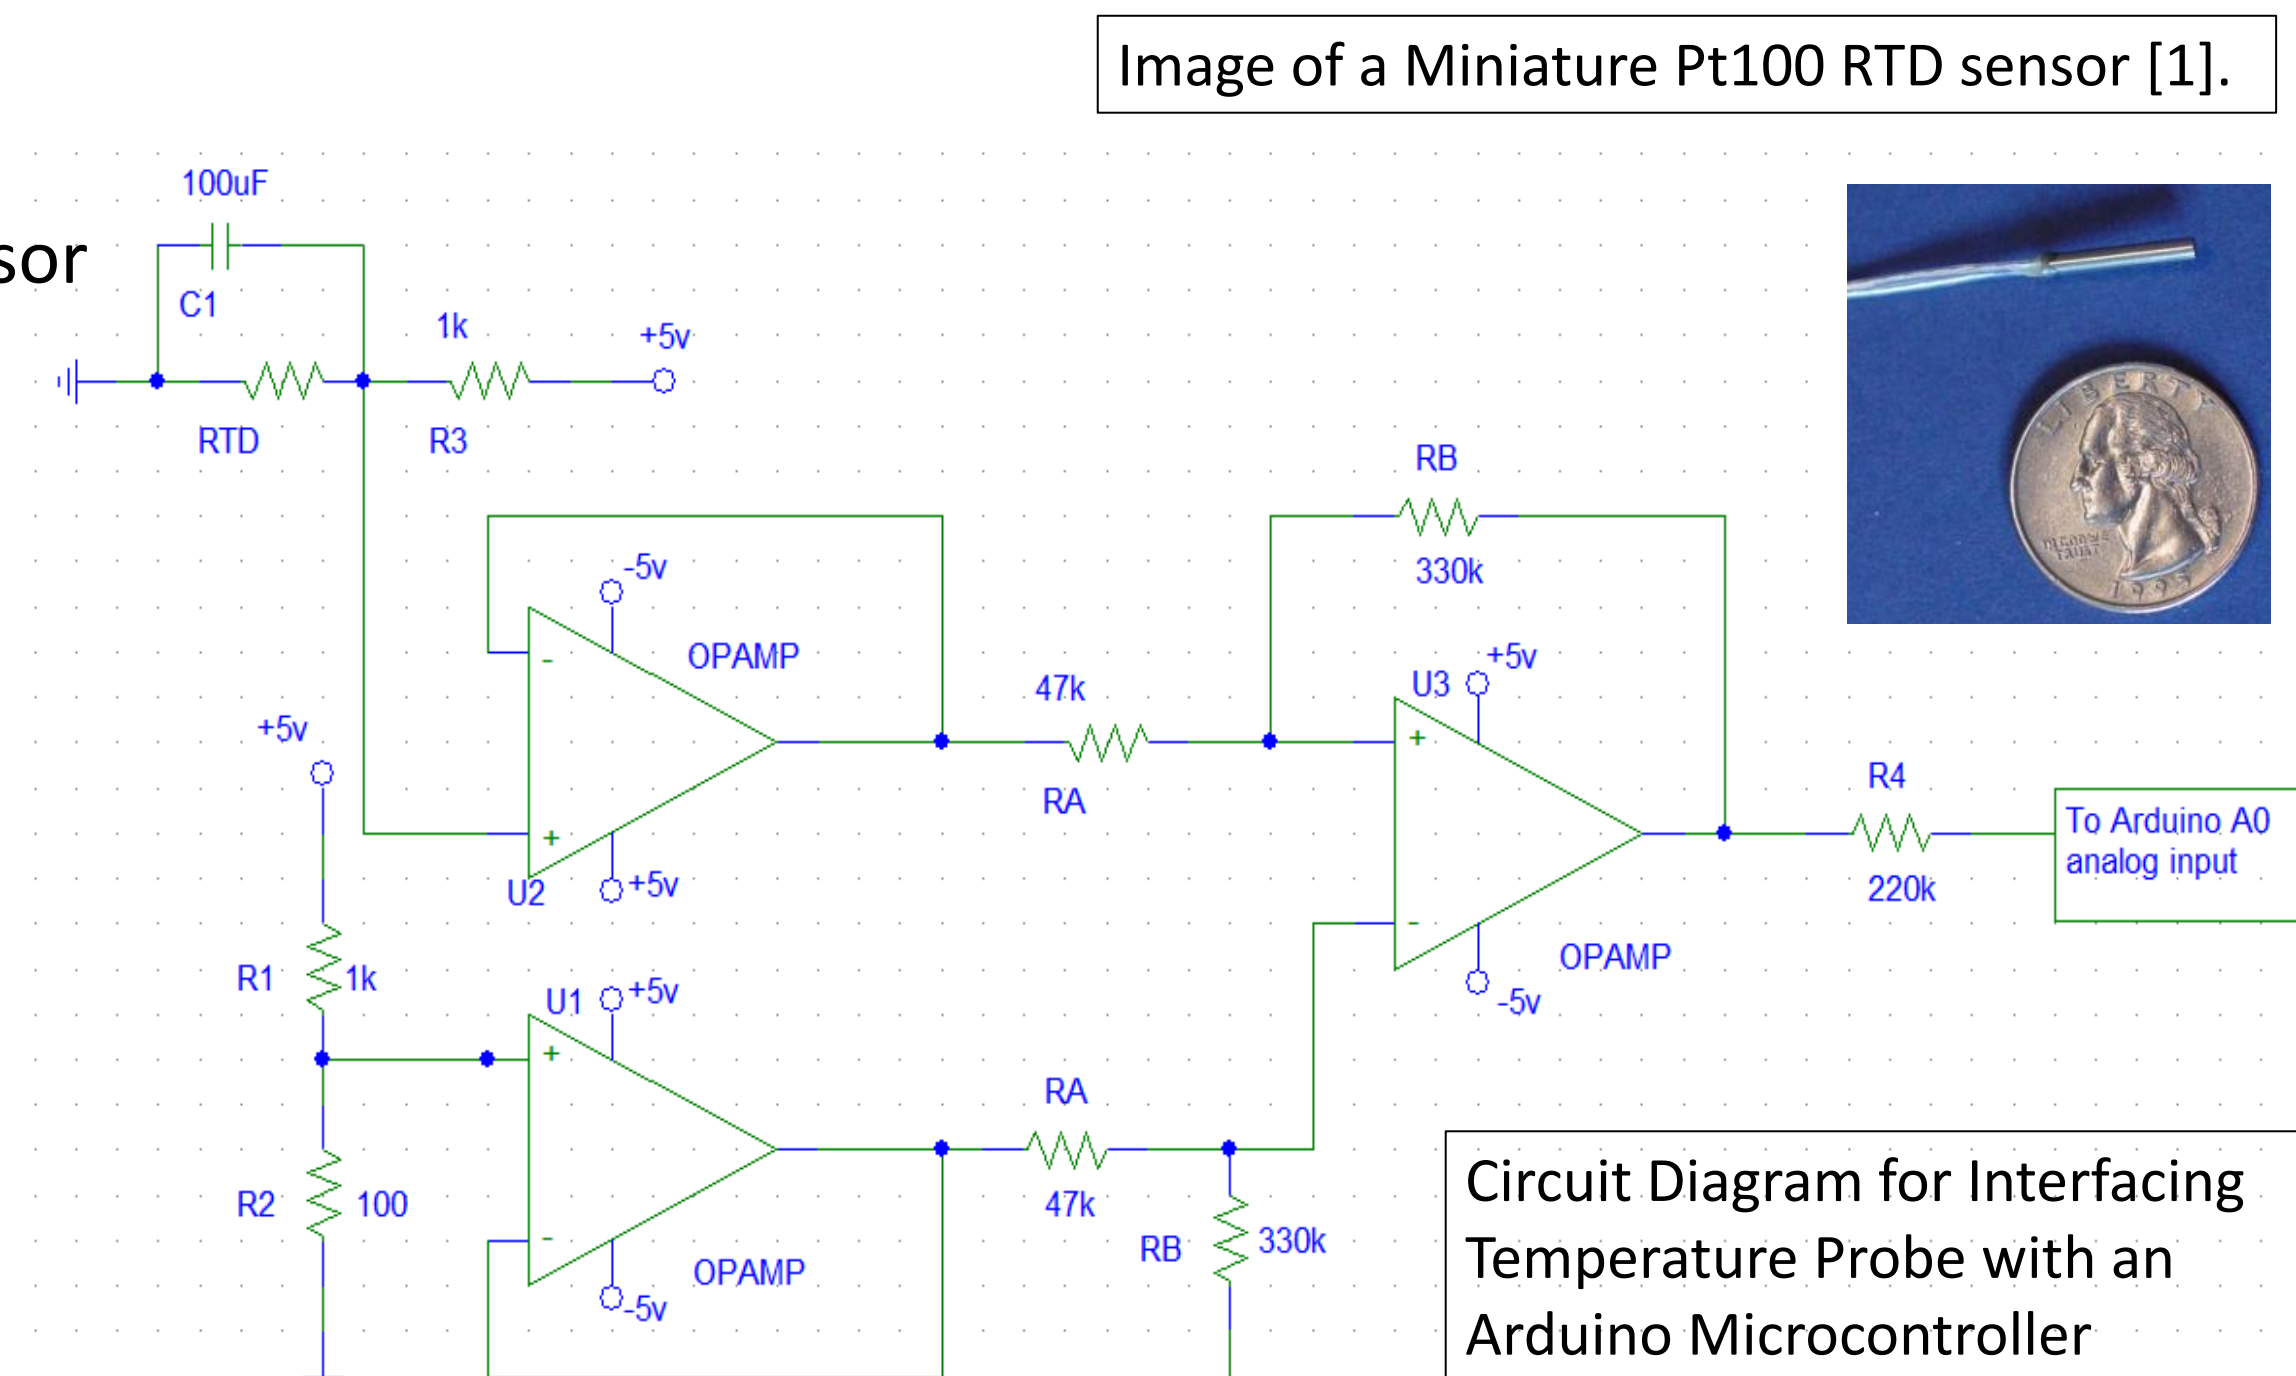 Image of a Miniature Pt100 RTD sensor [1].
100uF
sor
C1
1k
+5v
RTD
R3
RB
330k
LIBERTY
1995
-5v
OPAMP
-
+
U2
+5v
47k
RA
U3
+5v
+
-
-5v
OPAMP
R4
220k
To Arduino A0
analog input
+5v
R1
1k
R2
100
U1
+5v
+
-
-5v
OPAMP
RA
47k
RB
330k
Circuit Diagram for Interfacing
Temperature Probe with an
Arduino Microcontroller